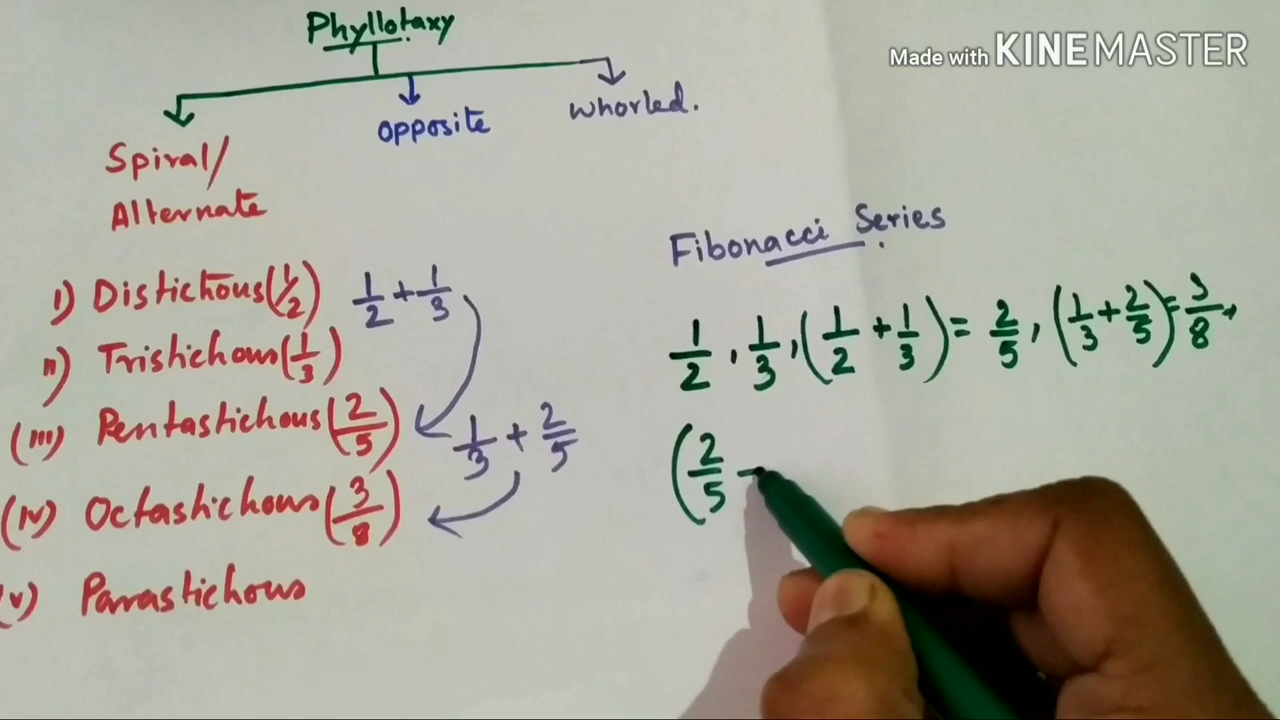 Phyllotaxy
Made with KINEMASTER
Spiral/
Alternate
opposite
whorled.
i) Distichous(1/2) 1/2 + 1/3
ii) Tristichous(1/3)
(iii) Pentastichous(2/5) 1/3 + 2/5
(iv) Octastichous(3/8)
(v) Parastichous
Fibonacci Series
1/2, 1/3, (1/2 + 1/3) = 2/5, (1/3 + 2/5) = 3/8,
(2/5